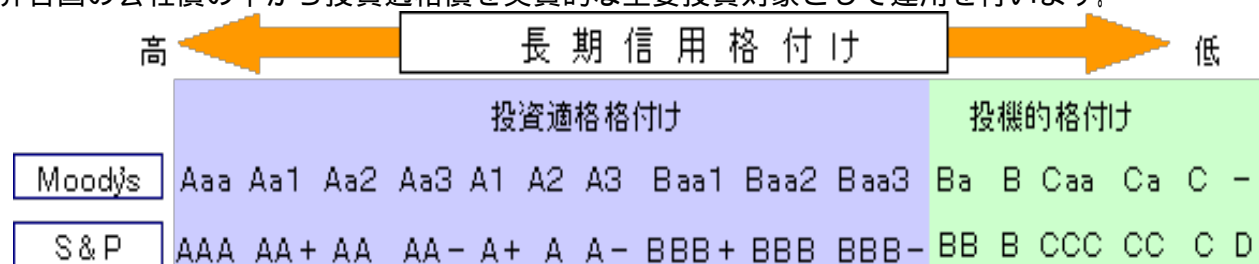 界各国の公社債の中から投資適格債を実質的な主要投資対象として運用を行います。
高 長期信用格付け 低
投資適格格付け 投機的格付け
Moody's Aaa Aa1 Aa2 Aa3 A1 A2 A3 Baa1 Baa2 Baa3 Ba B Caa Ca C -
S&P AAA AA+ AA AA- A+ A A- BBB+ BBB BBB- BB B CCC CC C D